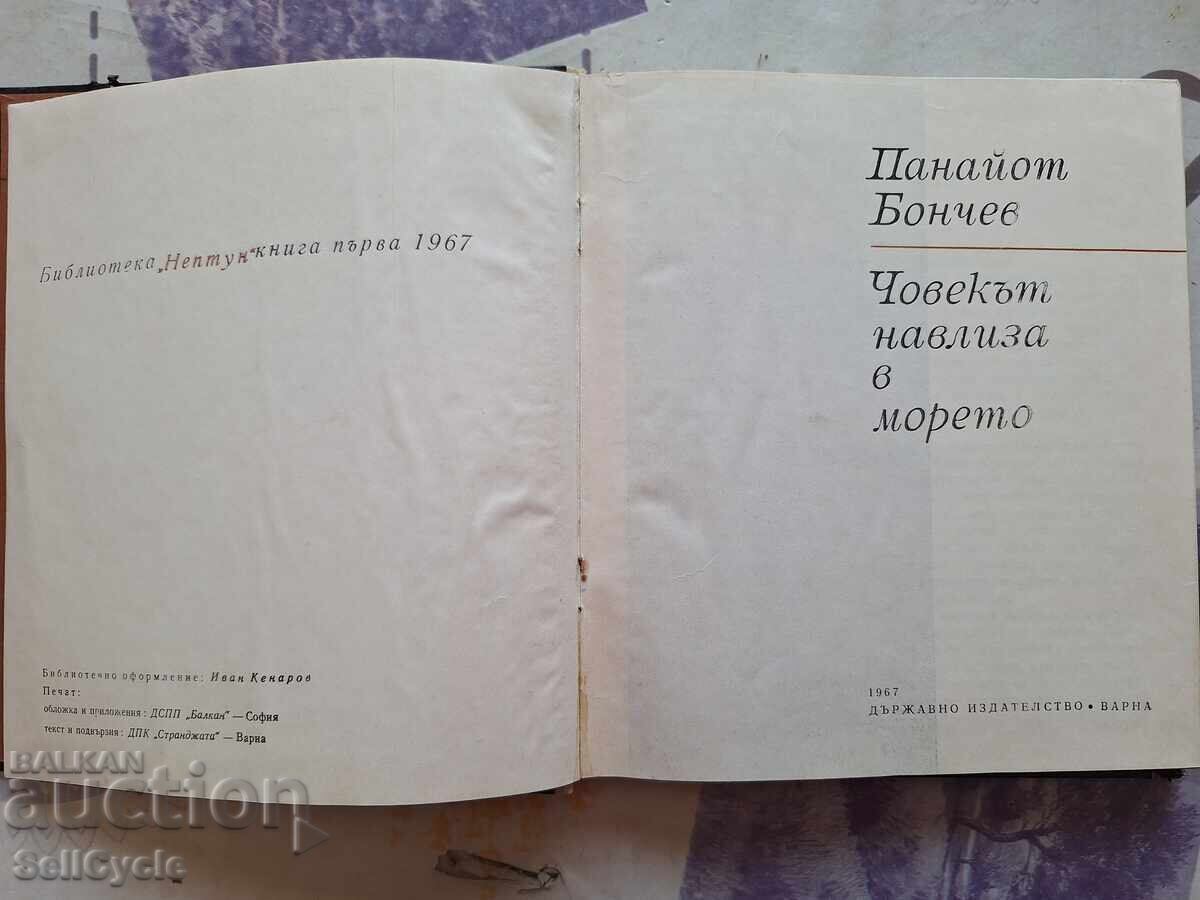 Библиотека „Нептун“ книга първа 1967
Библиотечно оформление: Иван Кенаров
Печат:
обложка и приложения: ДСПП „Балкан“ — София
текст и подвързия: ДПК „Странджата“ — Варна
Панайот
Бончев
Човекът
навлиза
в
морето
1967
ДЪРЖАВНО ИЗДАТЕЛСТВО • ВАРНА
BALKAN
auction
SellCycle